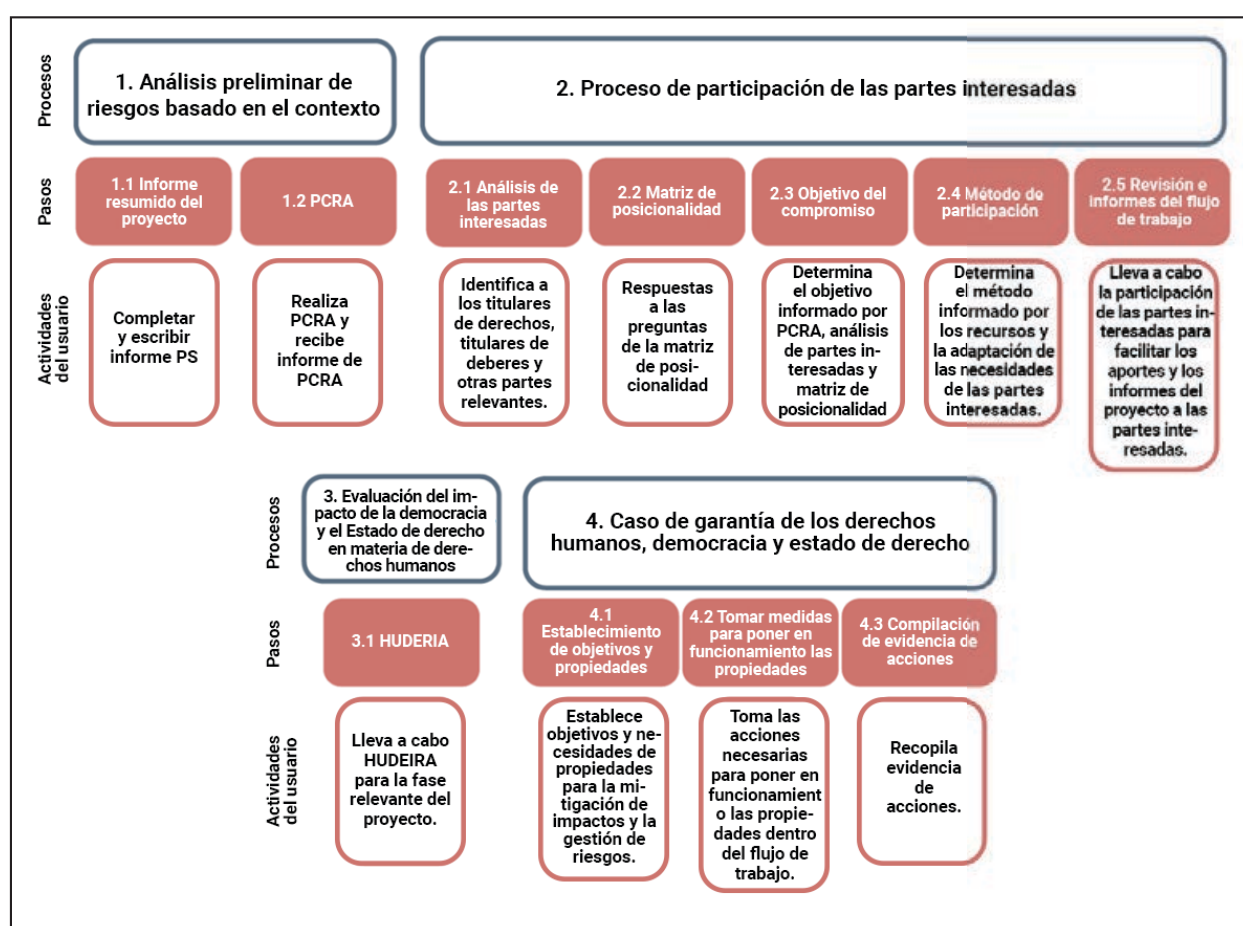 Procesos
1. Análisis preliminar de
riesgos basado en el contexto
2. Proceso de participación de las partes interesadas
Pasos
1.1 Informe
resumido del
proyecto
1.2 PCRA
2.1 Análisis de
las partes
interesadas
2.2 Matriz de
posicionalidad
2.3 Objetivo del
compromiso
2.4 Método de
participación
2.5 Revisión e
informes del flujo
de trabajo
Actividades
del usuario
Completar
y escribir
informe PS
Realiza
PCRA y
recibe
informe de
PCRA
Identifica a
los titulares
de derechos,
titulares de
deberes y
otras partes
relevantes.
Respuestas
a las
preguntas
de la matriz
de posi-
cionalidad
Determina
el objetivo
informado por
PCRA, análisis
de partes in-
teresadas y
matriz de
posicionalidad
Determina
el método
informado por
los recursos y
la adaptación de
las necesidades
de las partes
interesadas.
Lleva a cabo
la participación
de las partes in-
teresadas para
facilitar los
aportes y los
informes del
proyecto a las
partes inte-
resadas.
Procesos
3. Evaluación del im-
pacto de la democracia
y el Estado de derecho
en materia de dere-
chos humanos
4. Caso de garantía de los derechos
humanos, democracia y estado de derecho
Pasos
3.1 HUDERIA
4.1
Establecimiento
de objetivos y
propiedades
4.2 Tomar medidas
para poner en
funcionamiento las
propiedades
4.3 Compilación
de evidencia de
acciones
Actividades
del usuario
Lleva a cabo
HUDEIRA
para la fase
relevante del
proyecto.
Establece
objetivos y ne-
cesidades de
propiedades
para la mi-
tigación de
impactos y la
gestión de
riesgos.
Toma las
acciones
necesarias
para poner en
funcionamient
o las propie-
dades dentro
del flujo de
trabajo.
Recopila
evidencia
de
acciones.